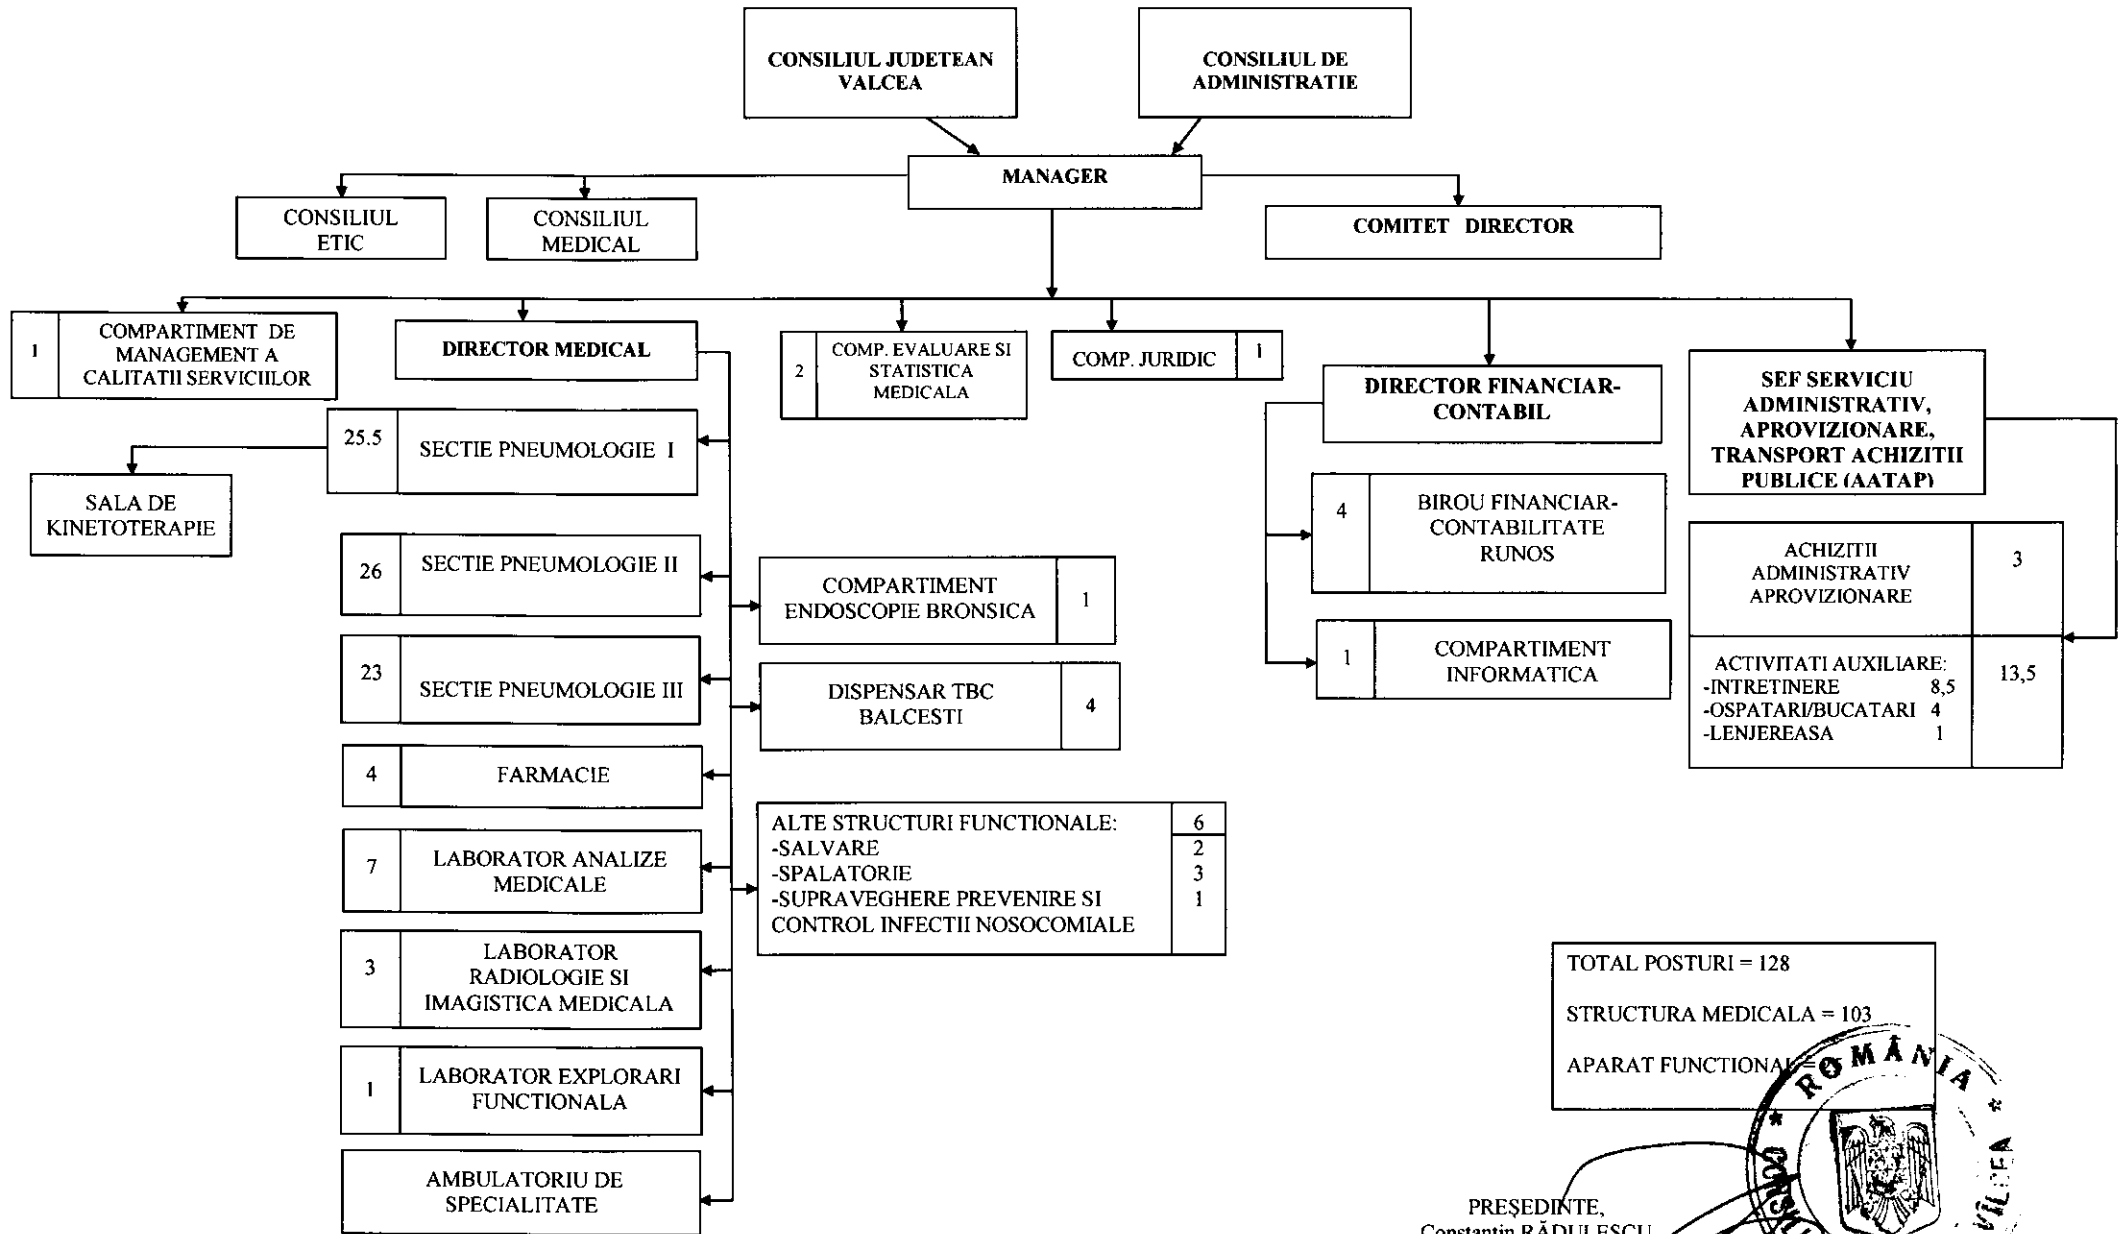 CONSILIUL JUDETEAN
VALCEA
CONSILIUL DE
ADMINISTRATIE
MANAGER
CONSILIUL
ETIC
CONSILIUL
MEDICAL
COMITET DIRECTOR
1
COMPARTIMENT DE
MANAGEMENT A
CALITATII SERVICIILOR
DIRECTOR MEDICAL
2
COMP. EVALUARE SI
STATISTICA
MEDICALA
COMP. JURIDIC 1
DIRECTOR FINANCIAR-
CONTABIL
SEF SERVICIU
ADMINISTRATIV,
APROVIZIONARE,
TRANSPORT ACHIZITII
PUBLICE (AATAP)
25.5 SECTIE PNEUMOLOGIE I
SALA DE
KINETOTERAPIE
26 SECTIE PNEUMOLOGIE II
23 SECTIE PNEUMOLOGIE III
4 FARMACIE
7 LABORATOR ANALIZE
MEDICALE
3 LABORATOR
RADIOLOGIE SI
IMAGISTICA MEDICALA
1 LABORATOR EXPLORARI
FUNCTIONALA
AMBULATORIU DE
SPECIALITATE
COMPARTIMENT
ENDOSCOPIE BRONSICA 1
DISPENSAR TBC
BALCESTI 4
ALTE STRUCTURI FUNCTIONALE: 6
-SALVARE 2
-SPALATORIE 3
-SUPRAVEGHERE PREVENIRE SI 1
CONTROL INFECTII NOSOCOMIALE
4 BIROU FINANCIAR-
CONTABILITATE
RUNOS
1 COMPARTIMENT
INFORMATICA
ACHIZITII 3
ADMINISTRATIV
APROVIZIONARE
ACTIVITATI AUXILIARE: 13,5
-INTRETINERE 8,5
-OSPATARI/BUCATARI 4
-LENJEREASA 1
TOTAL POSTURI = 128
STRUCTURA MEDICALA = 103
APARAT FUNCTIONAL =
PREȘEDINTE,
Constantin RĂDULESCU
ROMÂNIA
VÎLCEA